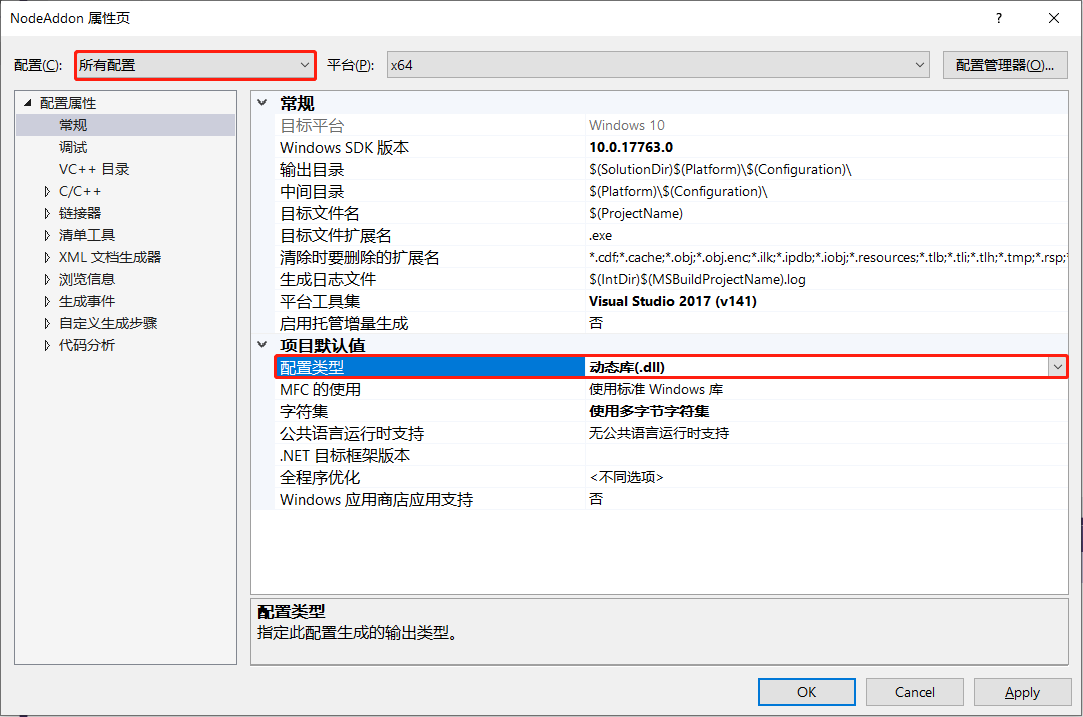 NodeAddon 属性页
配置(C): 所有配置 平台(P): x64 配置管理器(O)...
配置属性
常规
调试
VC++ 目录
C/C++
链接器
清单工具
XML 文档生成器
浏览信息
生成事件
自定义生成步骤
代码分析
常规
目标平台 Windows 10
Windows SDK 版本 10.0.17763.0
输出目录 $(SolutionDir)$(Platform)\$(Configuration)\
中间目录 $(Platform)\$(Configuration)\
目标文件名 $(ProjectName)
目标文件扩展名 .exe
清除时要删除的扩展名 *.cdf;*.cache;*.obj;*.obj.enc;*.ilk;*.ipdb;*.iobj;*.resources;*.tlb;*.tli;*.tlh;*.tmp;*.rsp;
生成日志文件 $(IntDir)$(MSBuildProjectName).log
平台工具集 Visual Studio 2017 (v141)
启用托管增量生成 否
项目默认值
配置类型 动态库(.dll)
MFC 的使用 使用标准 Windows 库
字符集 使用多字节字符集
公共语言运行时支持 无公共语言运行时支持
.NET 目标框架版本
全程序优化 <不同选项>
Windows 应用商店应用支持 否
配置类型
指定此配置生成的输出类型。
OK Cancel Apply